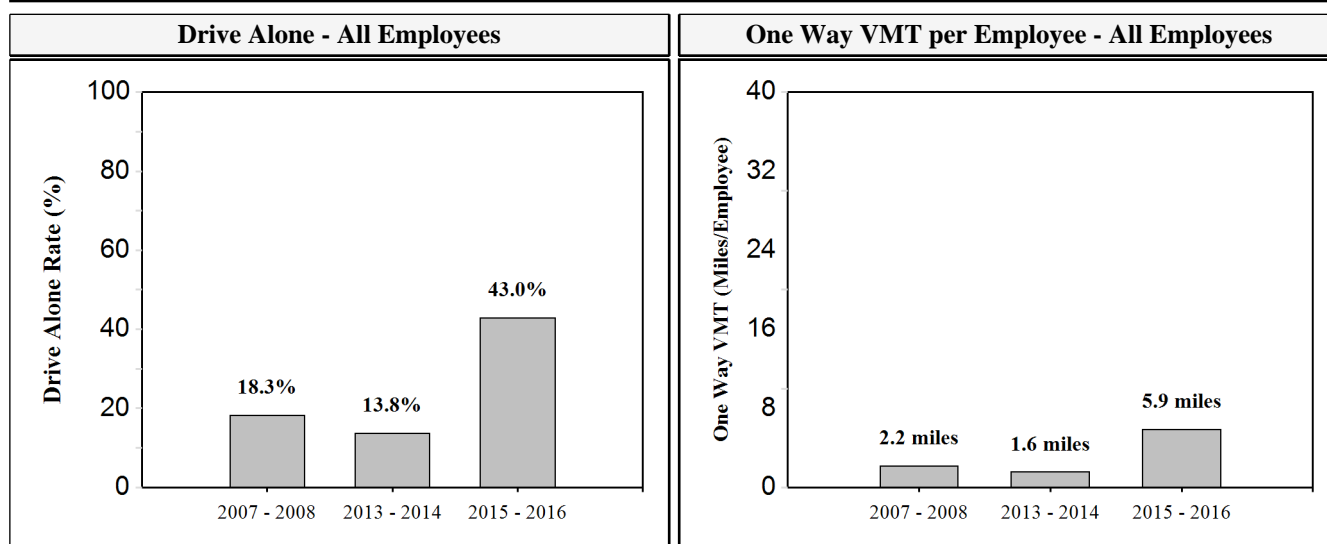 Drive Alone - All Employees
One Way VMT per Employee - All Employees
Drive Alone Rate (%)
100
80
60
40
20
0
18.3%
13.8%
43.0%
2007 - 2008
2013 - 2014
2015 - 2016
One Way VMT (Miles/Employee)
40
32
24
16
8
0
2.2 miles
1.6 miles
5.9 miles
2007 - 2008
2013 - 2014
2015 - 2016